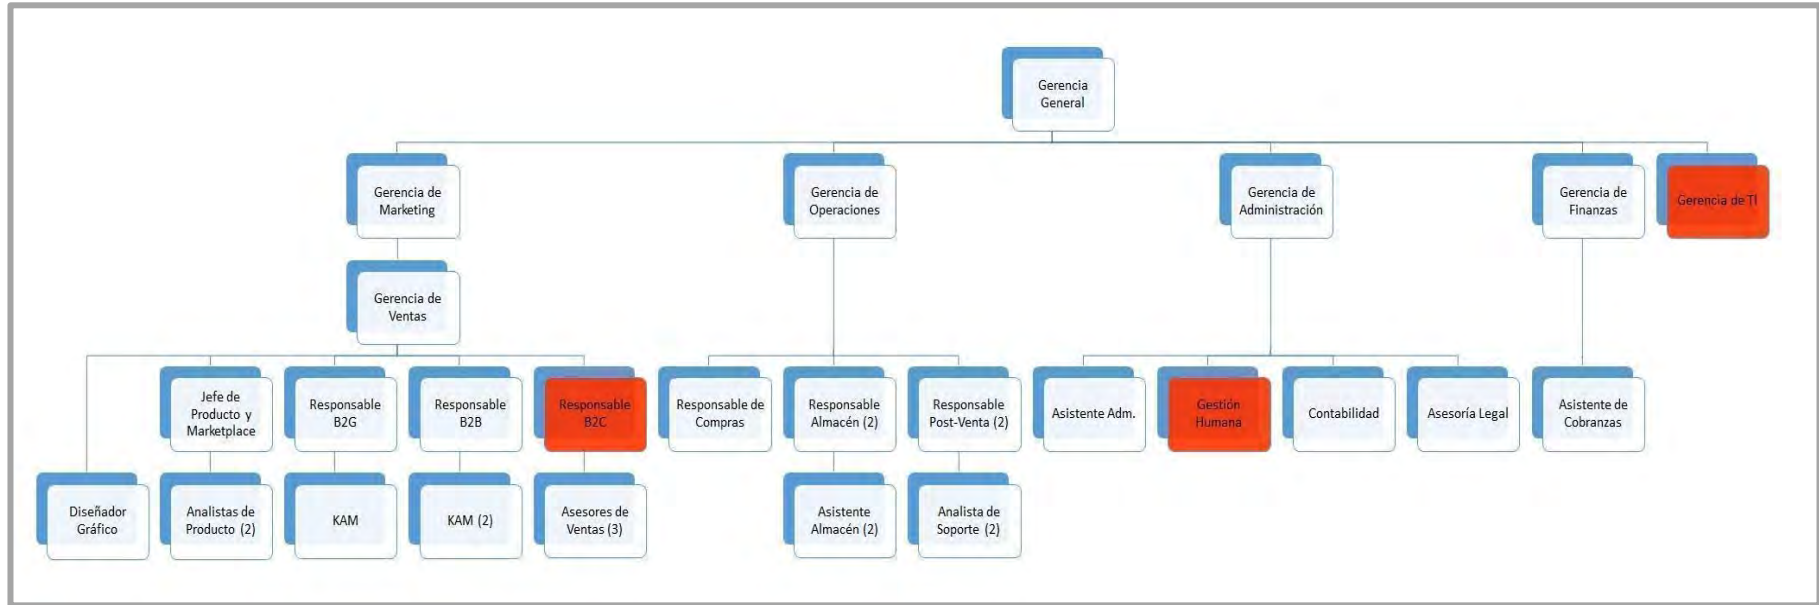 Gerencia
General
Gerencia de
Marketing
Gerencia de
Operaciones
Gerencia de
Administración
Gerencia de
Finanzas
Gerencia de TI
Gerencia de
Ventas
Jefe de
Producto y
Marketplace
Responsable
B2G
Responsable
B2B
Responsable
B2C
Responsable de
Compras
Responsable
Almacén (2)
Responsable
Post-Venta (2)
Asistente Adm.
Gestión
Humana
Contabilidad
Asesoría Legal
Asistente de
Cobranzas
Diseñador
Gráfico
Analistas de
Producto (2)
KAM
KAM (2)
Asesores de
Ventas (3)
Asistente
Almacén (2)
Analista de
Soporte (2)